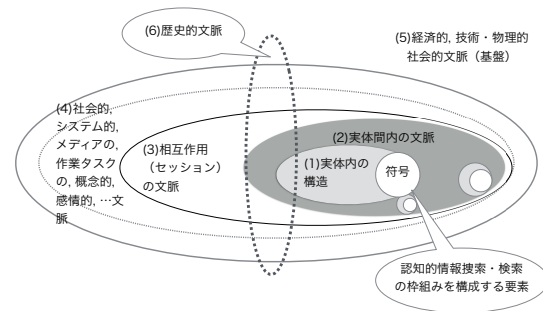 (6)歴史的文脈
(5)経済的, 技術・物理的
社会的文脈（基盤）
(4)社会的,
システム的,
メディアの,
作業タスク
の, 概念的,
感情的, …文
脈
(3)相互作用
（セッション）
の文脈
(2)実体間内の文脈
(1)実体内の
構造
符号
認知的情報捜索・検索
の枠組みを構成する要素